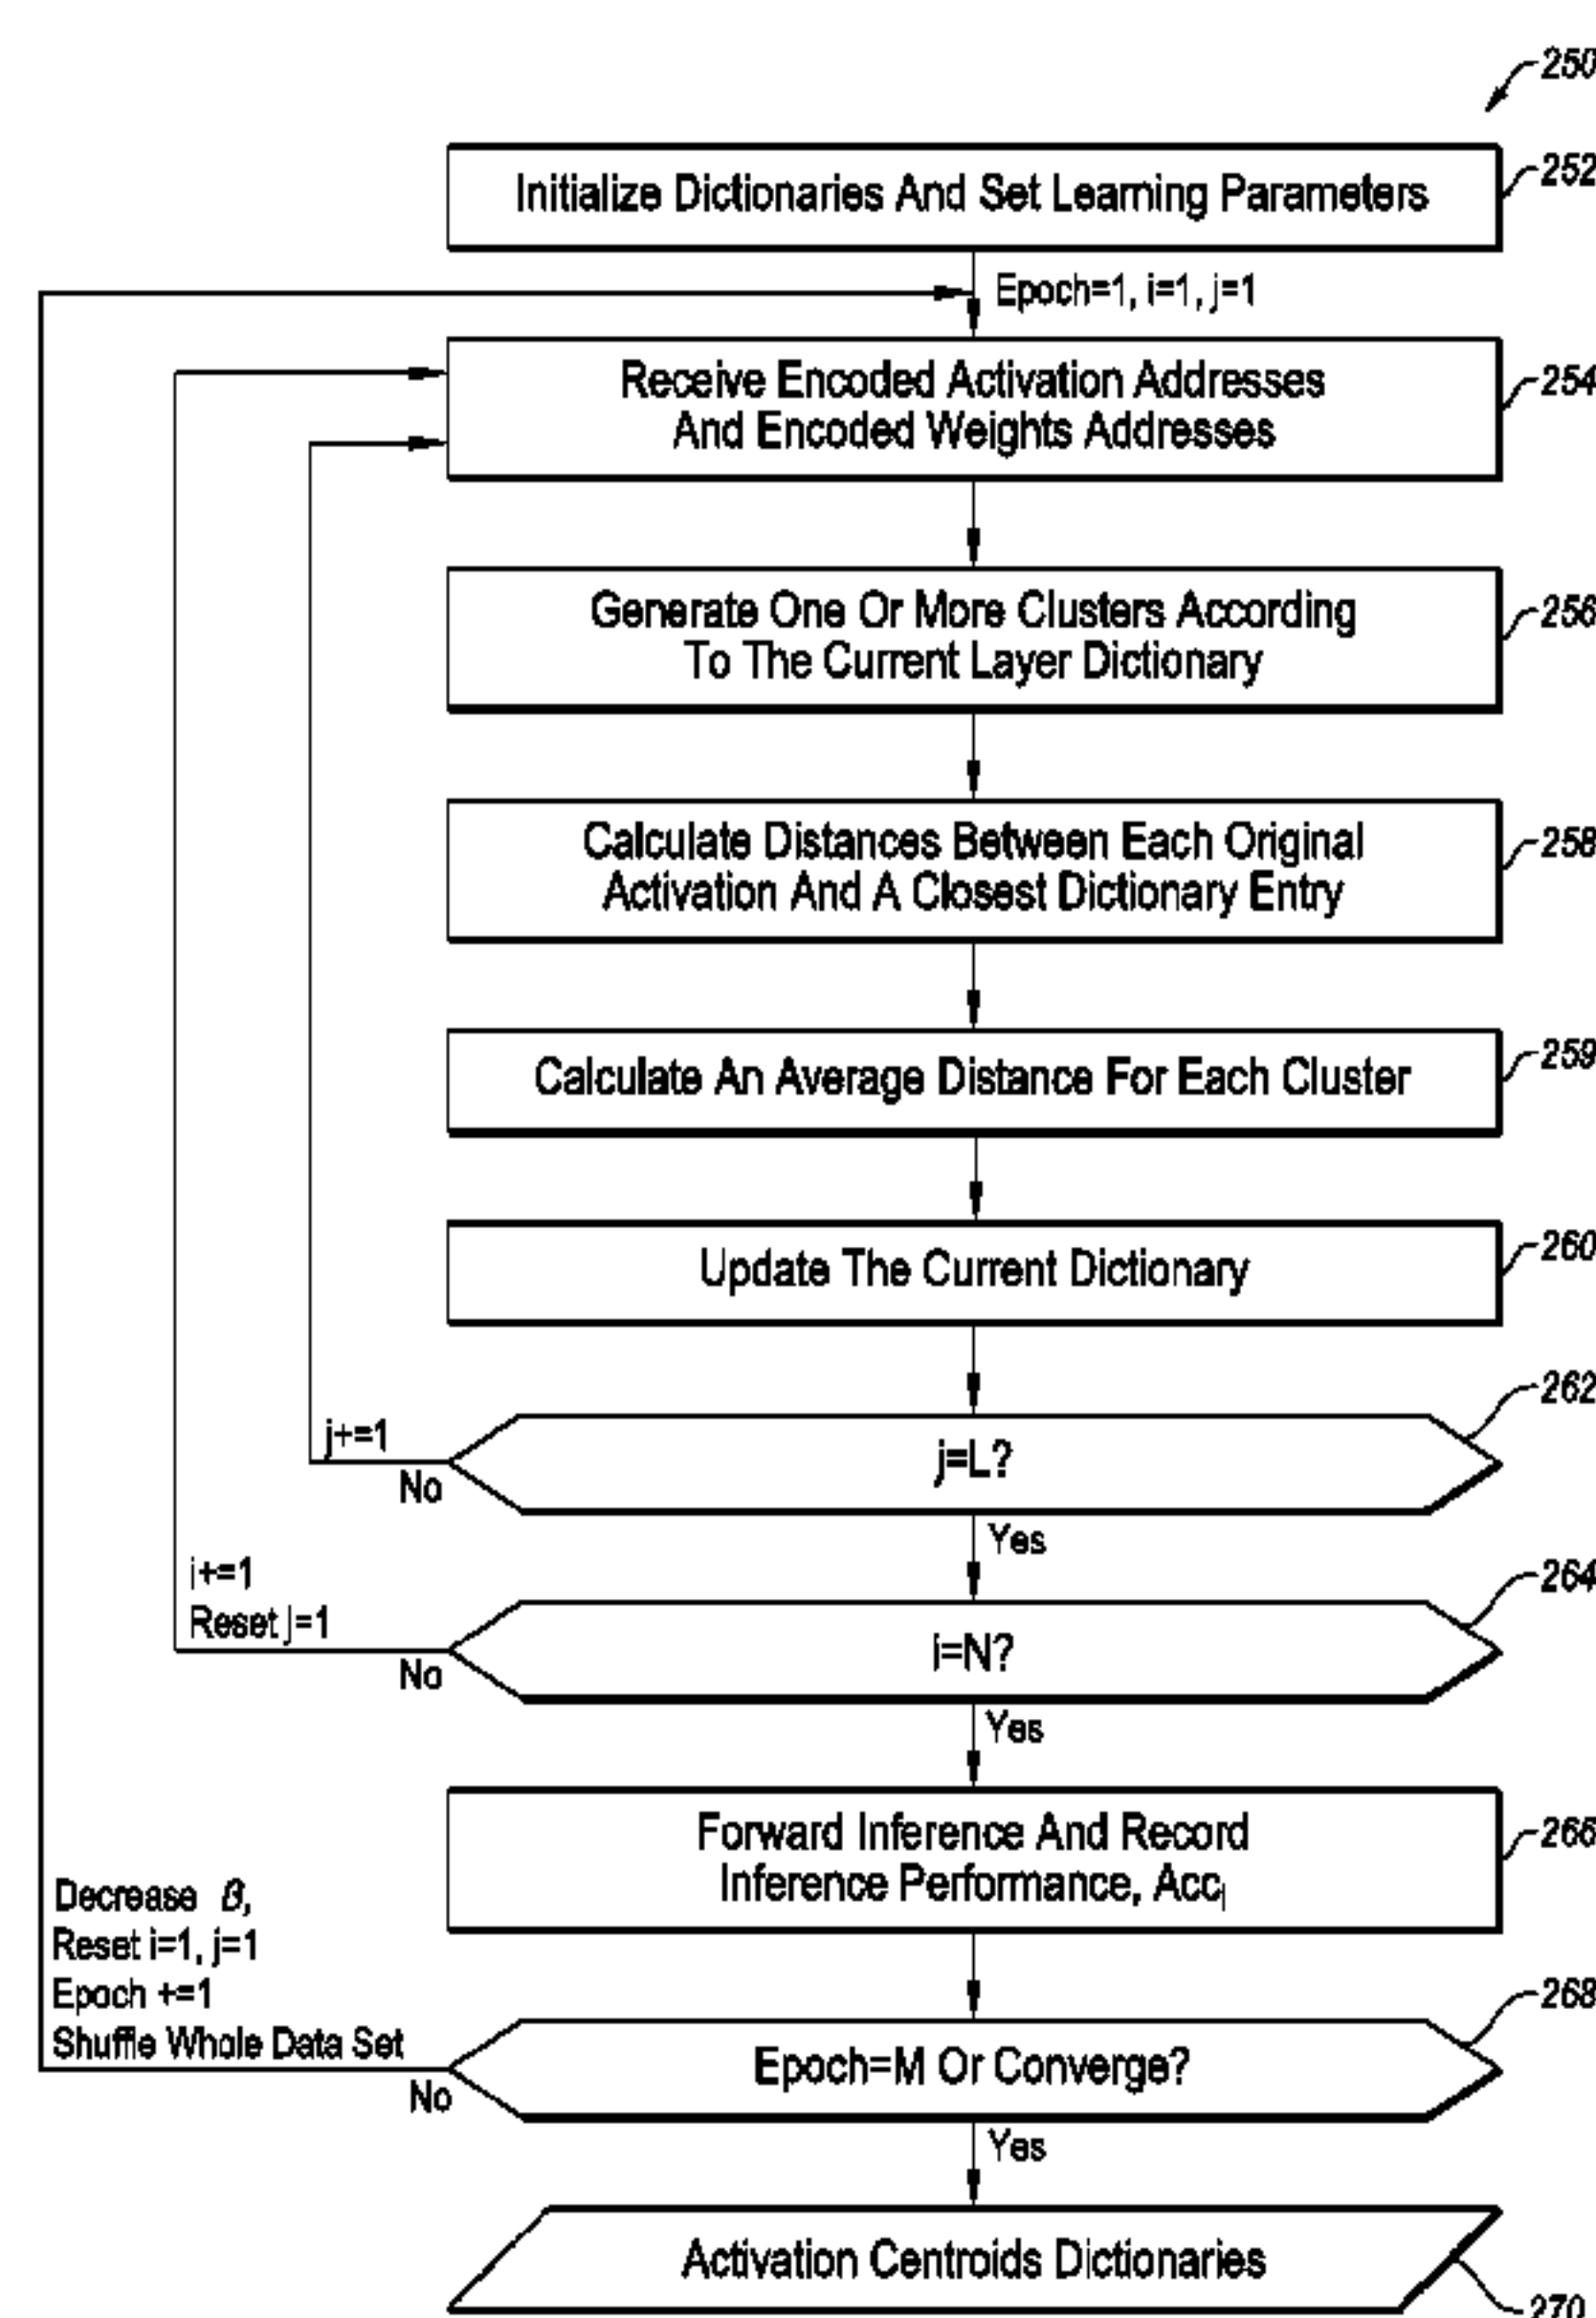 250
Initialize Dictionaries And Set Learning Parameters
252
Epoch=1, i=1, j=1
Receive Encoded Activation Addresses
And Encoded Weights Addresses
254
Generate One Or More Clusters According
To The Current Layer Dictionary
256
Calculate Distances Between Each Original
Activation And A Closest Dictionary Entry
258
Calculate An Average Distance For Each Cluster
259
Update The Current Dictionary
260
262
j+=1
j=L?
No
Yes
i+=1
Reset j=1
264
i=N?
No
Yes
Forward Inference And Record
Inference Performance, Acci
266
Decrease β,
Reset i=1, j=1
Epoch +=1
Shuffle Whole Data Set
268
Epoch=M Or Converge?
No
Yes
Activation Centroids Dictionaries
270